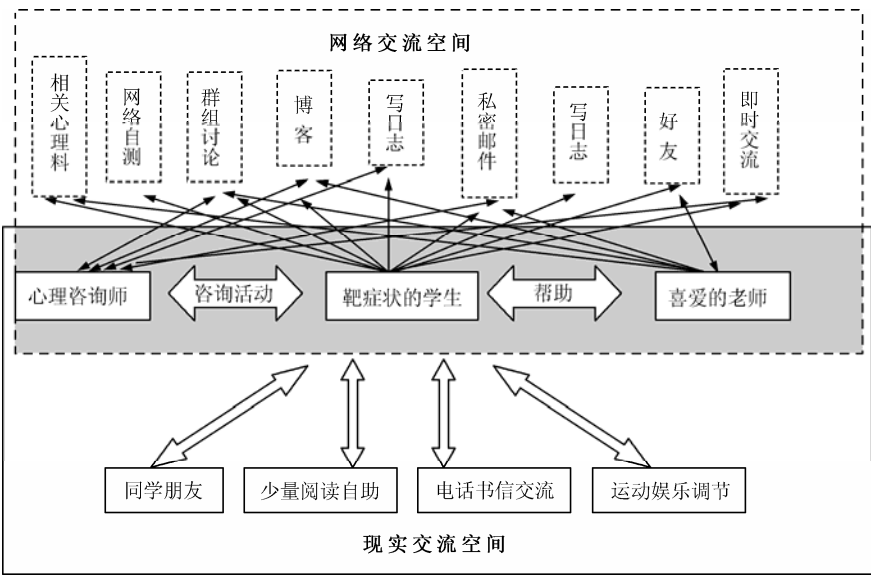 网络交流空间
相关心理料
网络自测
群组讨论
博客
写日志
私密邮件
写日志
好友
即时交流
心理咨询师
咨询活动
靶症状的学生
帮助
喜爱的老师
同学朋友
少量阅读自助
电话书信交流
运动娱乐调节
现实交流空间